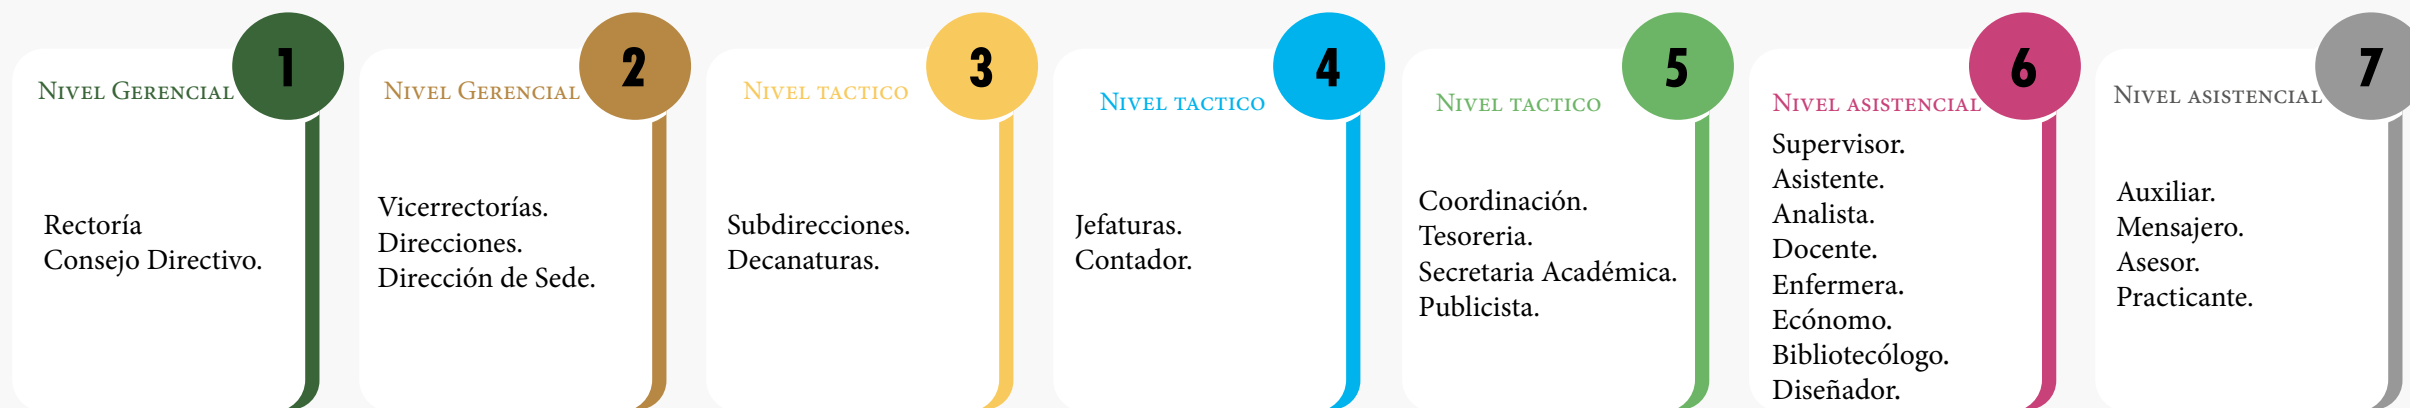 1
Nivel Gerencial
Rectoría
Consejo Directivo.
2
Nivel Gerencial
Vicerrectorías.
Direcciones.
Dirección de Sede.
3
Nivel tactico
Subdirecciones.
Decanaturas.
4
Nivel tactico
Jefaturas.
Contador.
5
Nivel tactico
Coordinación.
Tesoreria.
Secretaria Académica.
Publicista.
6
Nivel asistencial
Supervisor.
Asistente.
Analista.
Docente.
Enfermera.
Ecónomo.
Bibliotecólogo.
Diseñador.
7
Nivel asistencial
Auxiliar.
Mensajero.
Asesor.
Practicante.